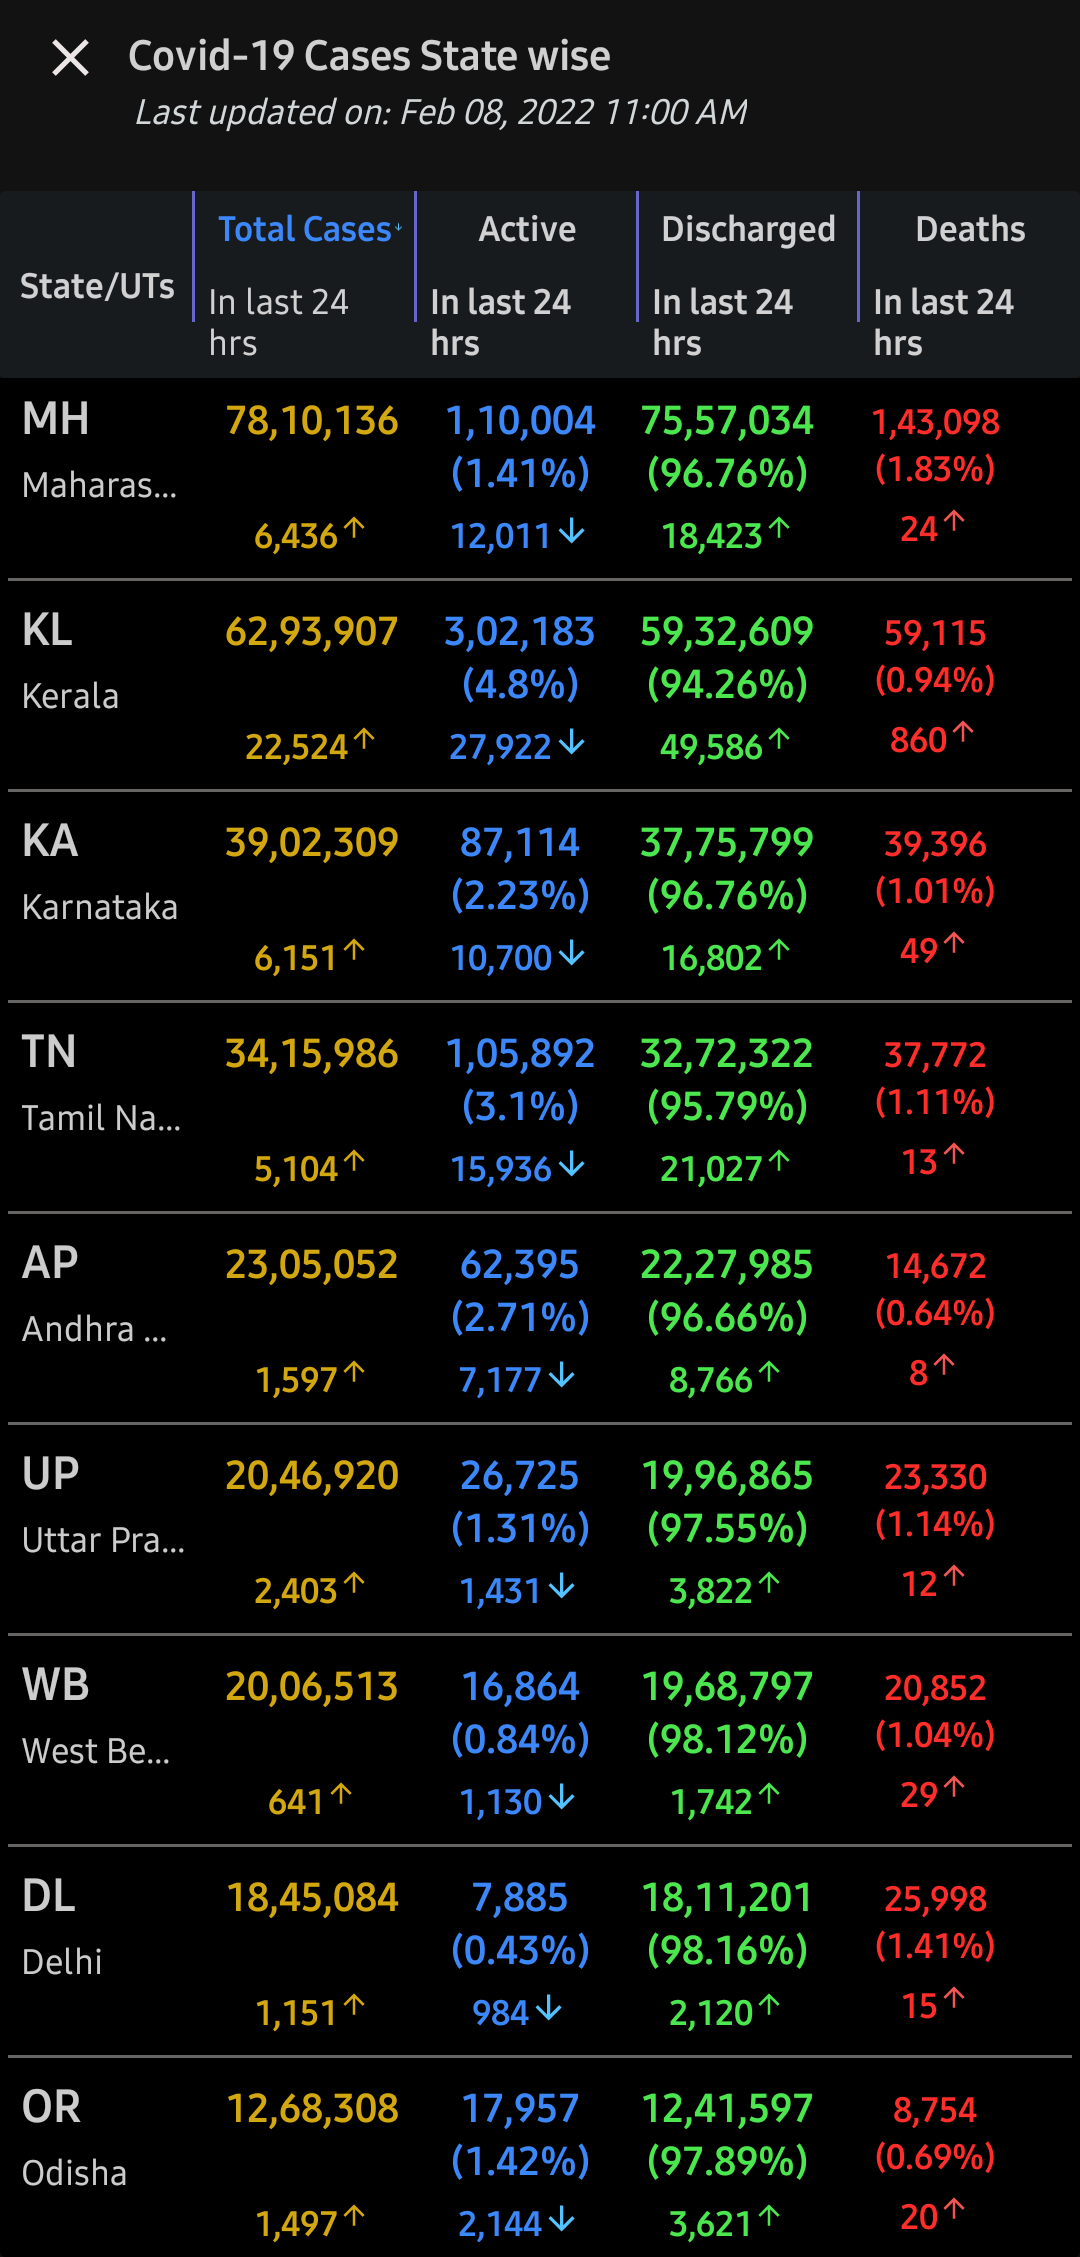 Covid-19 Cases State wise
Last updated on: Feb 08, 2022 11:00 AM
State/UTs
Total Cases↓
In last 24
hrs
Active
In last 24
hrs
Discharged
In last 24
hrs
Deaths
In last 24
hrs
MH 78,10,136 1,10,004 75,57,034 1,43,098
Maharas... (1.41%) (96.76%) (1.83%)
6,436↑ 12,011↓ 18,423↑ 24↑
KL 62,93,907 3,02,183 59,32,609 59,115
Kerala (4.8%) (94.26%) (0.94%)
22,524↑ 27,922↓ 49,586↑ 860↑
KA 39,02,309 87,114 37,75,799 39,396
Karnataka (2.23%) (96.76%) (1.01%)
6,151↑ 10,700↓ 16,802↑ 49↑
TN 34,15,986 1,05,892 32,72,322 37,772
Tamil Na... (3.1%) (95.79%) (1.11%)
5,104↑ 15,936↓ 21,027↑ 13↑
AP 23,05,052 62,395 22,27,985 14,672
Andhra ... (2.71%) (96.66%) (0.64%)
1,597↑ 7,177↓ 8,766↑ 8↑
UP 20,46,920 26,725 19,96,865 23,330
Uttar Pra... (1.31%) (97.55%) (1.14%)
2,403↑ 1,431↓ 3,822↑ 12↑
WB 20,06,513 16,864 19,68,797 20,852
West Be... (0.84%) (98.12%) (1.04%)
641↑ 1,130↓ 1,742↑ 29↑
DL 18,45,084 7,885 18,11,201 25,998
Delhi (0.43%) (98.16%) (1.41%)
1,151↑ 984↓ 2,120↑ 15↑
OR 12,68,308 17,957 12,41,597 8,754
Odisha (1.42%) (97.89%) (0.69%)
1,497↑ 2,144↓ 3,621↑ 20↑